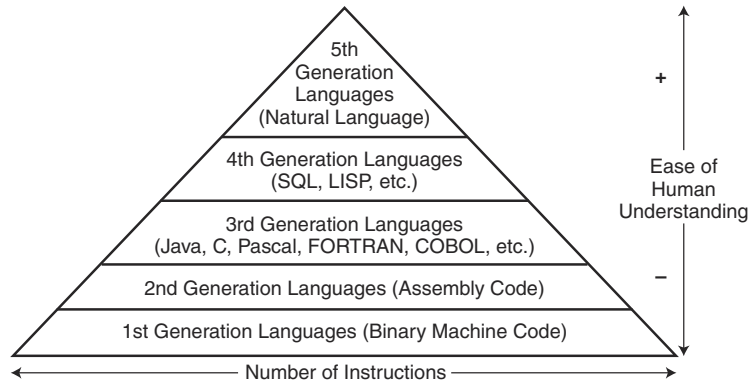 5th
Generation
Languages
(Natural Language)
+
4th Generation Languages
(SQL, LISP, etc.)
Ease of
Human
Understanding
3rd Generation Languages
(Java, C, Pascal, FORTRAN, COBOL, etc.)
–
2nd Generation Languages (Assembly Code)
1st Generation Languages (Binary Machine Code)
Number of Instructions